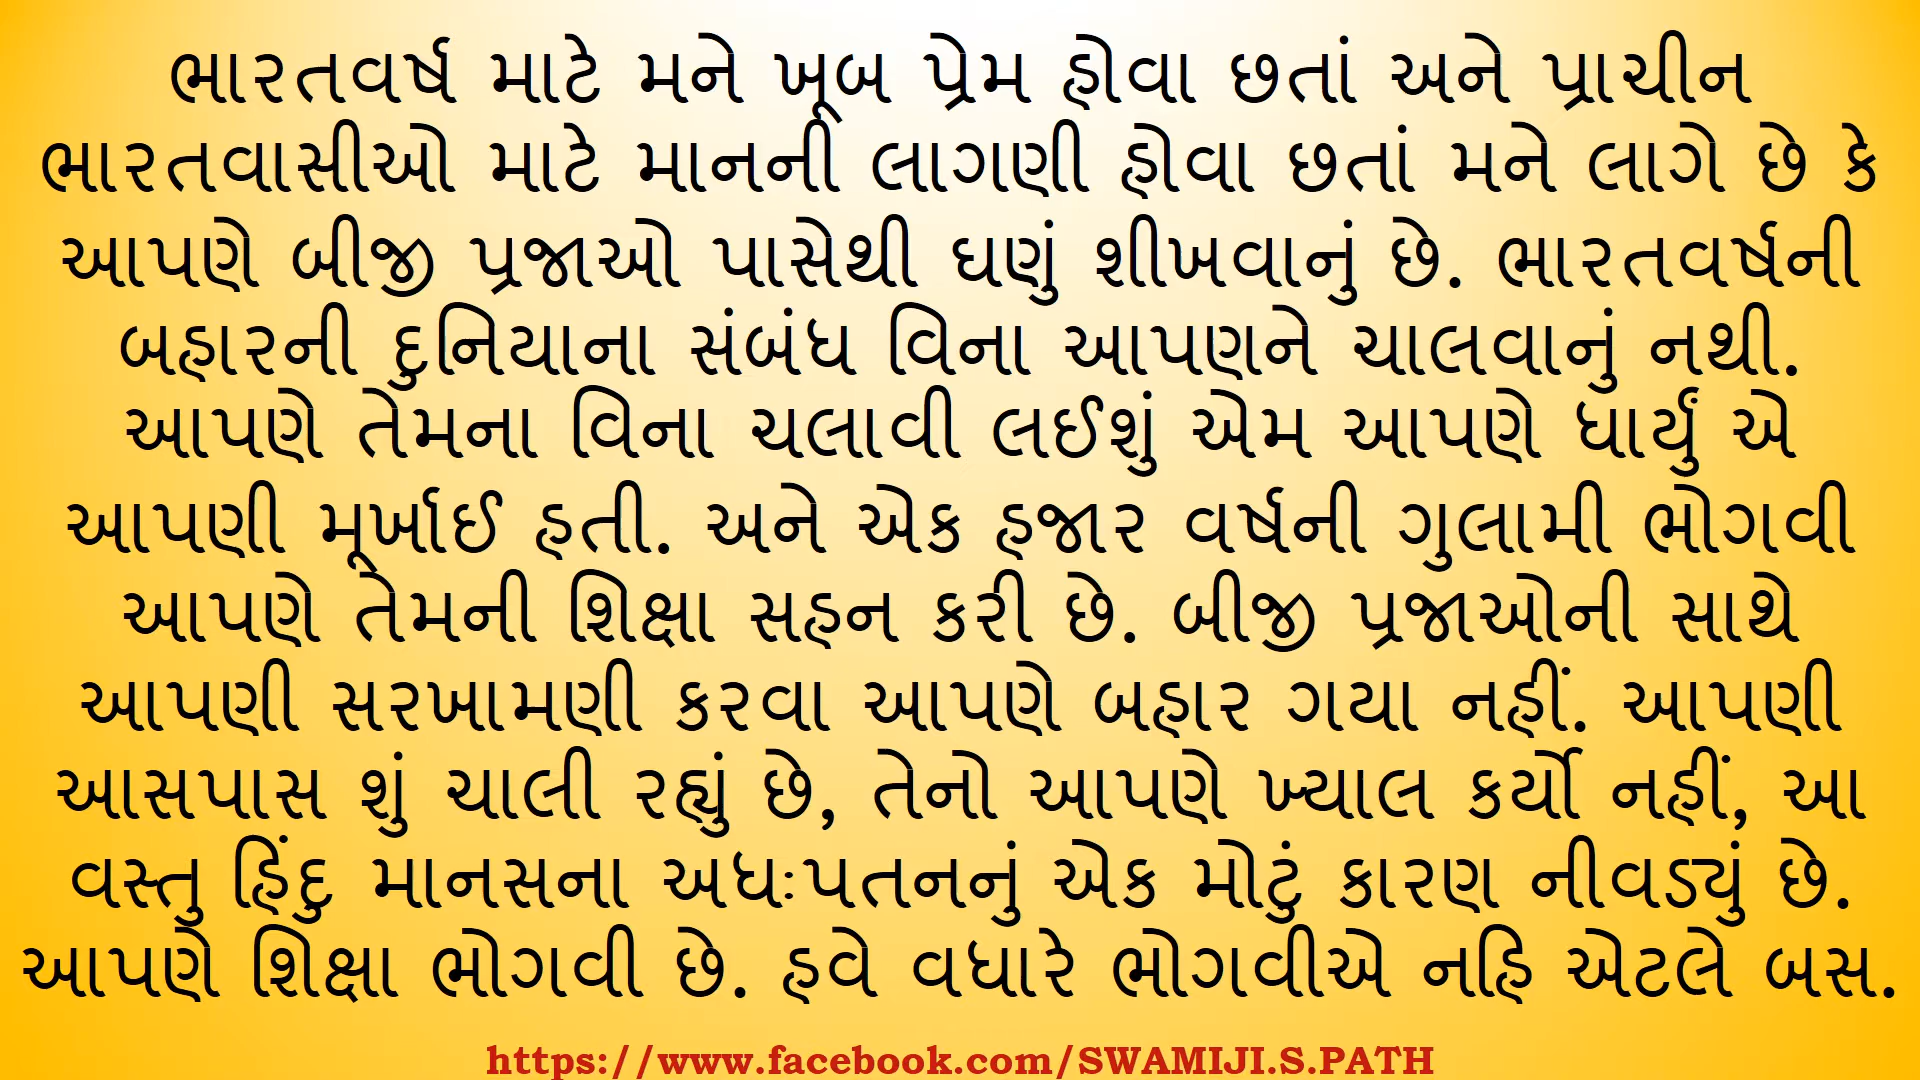 ભારતવર્ષ માટે મને ખૂબ પ્રેમ હોવા છતાં અને પ્રાચીન
ભારતવાસીઓ માટે માનની લાગણી હોવા છતાં મને લાગે છે કે
આપણે બીજી પ્રજાઓ પાસેથી ઘણું શીખવાનું છે. ભારતવર્ષની
બહારની દુનિયાના સંબંધ વિના આપણને ચાલવાનું નથી.
આપણે તેમના વિના ચલાવી લઈશું એમ આપણે ધાર્યું એ
આપણી મૂર્ખાઈ હતી. અને એક હજાર વર્ષની ગુલામી ભોગવી
આપણે તેમની શિક્ષા સહન કરી છે. બીજી પ્રજાઓની સાથે
આપણી સરખામણી કરવા આપણે બહાર ગયા નહીં. આપણી
આસપાસ શું ચાલી રહ્યું છે, તેનો આપણે ખ્યાલ કર્યો નહીં, આ
વસ્તુ હિંદુ માનસના અધઃપતનનું એક મોટું કારણ નીવડ્યું છે.
આપણે શિક્ષા ભોગવી છે. હવે વધારે ભોગવીએ નહિ એટલે બસ.
https://www.facebook.com/SWAMIJI.S.PATH